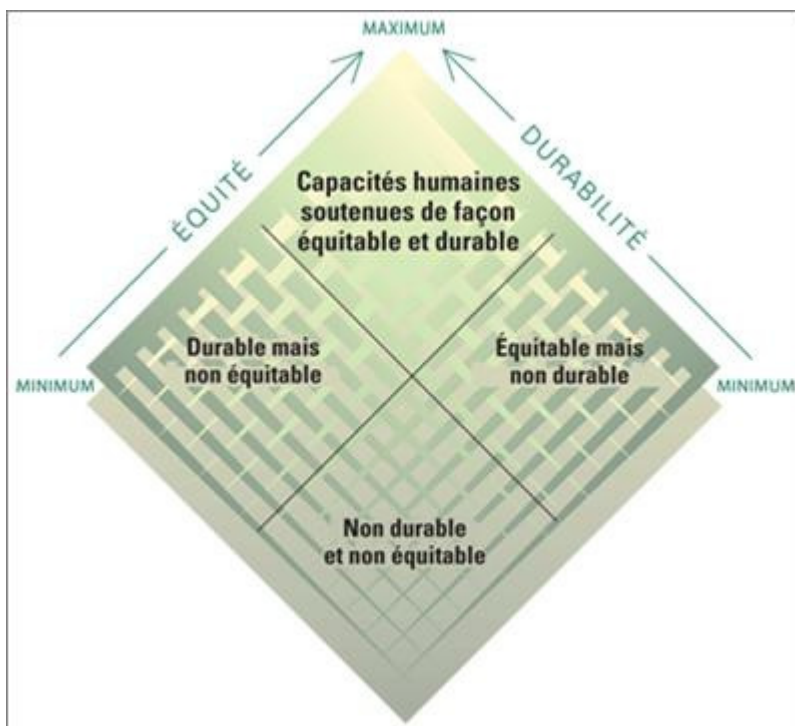 MAXIMUM
ÉQUITÉ
DURABILITÉ
Capacités humaines
soutenues de façon
équitable et durable
Durable mais
non équitable
Équitable mais
non durable
MINIMUM
MINIMUM
Non durable
et non équitable